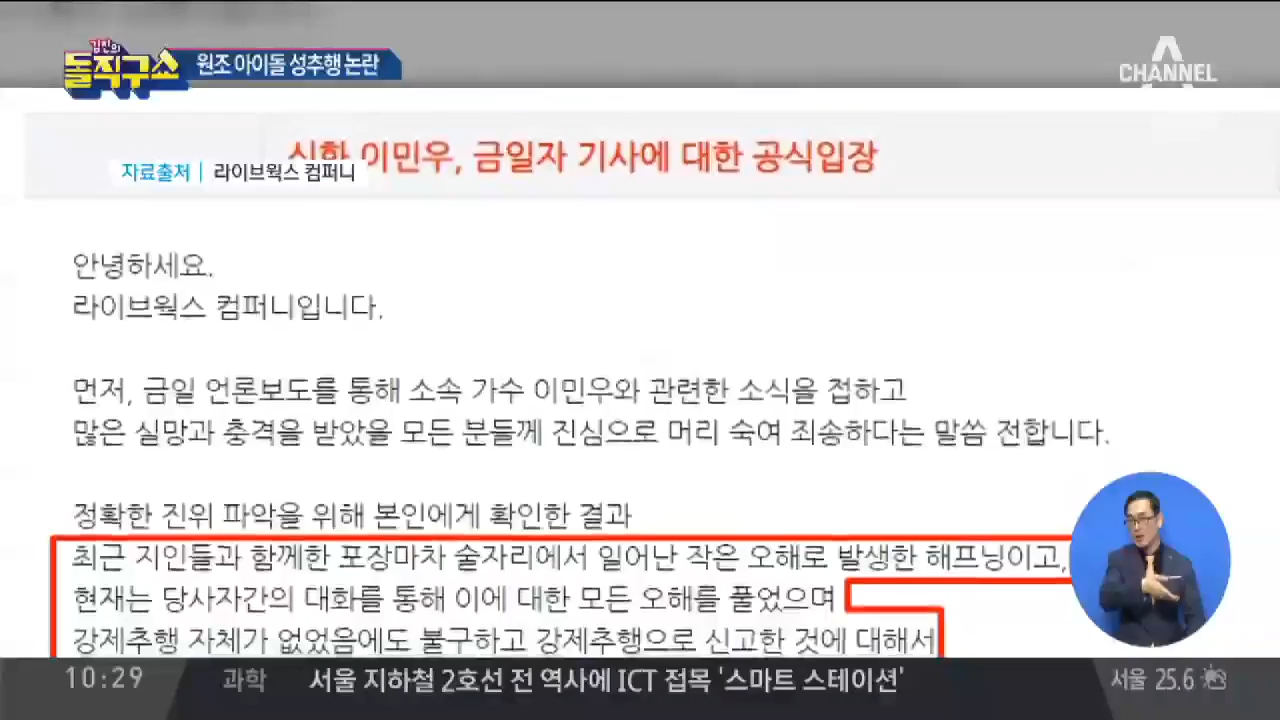 김진의
돌직구쇼
원조 아이돌 성추행 논란
CHANNEL A
신화 이민우, 금일자 기사에 대한 공식입장
자료출처 | 라이브웍스 컴퍼니
안녕하세요.
라이브웍스 컴퍼니입니다.
먼저, 금일 언론보도를 통해 소속 가수 이민우와 관련한 소식을 접하고
많은 실망과 충격을 받았을 모든 분들께 진심으로 머리 숙여 죄송하다는 말씀 전합니다.
정확한 진위 파악을 위해 본인에게 확인한 결과
최근 지인들과 함께한 포장마차 술자리에서 일어난 작은 오해로 발생한 해프닝이고,
현재는 당사자간의 대화를 통해 이에 대한 모든 오해를 풀었으며
강제추행 자체가 없었음에도 불구하고 강제추행으로 신고한 것에 대해서
10:29 과학 서울 지하철 2호선 전 역사에 ICT 접목 '스마트 스테이션' 서울 25.6